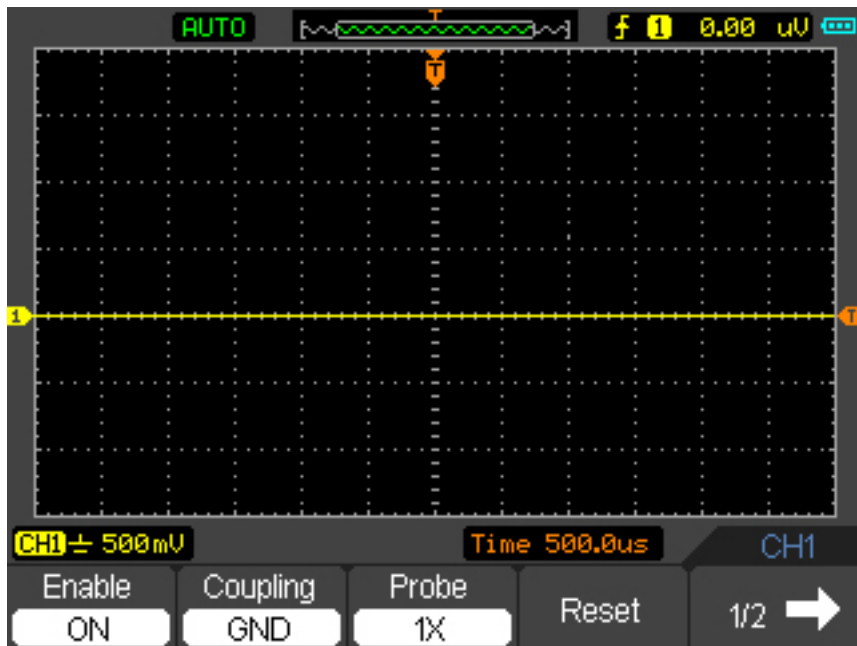 AUTO T 1 0.00 uV
T
1 T
CH1 500mV Time 500.0us CH1
Enable Coupling Probe Reset 1/2
ON GND 1X